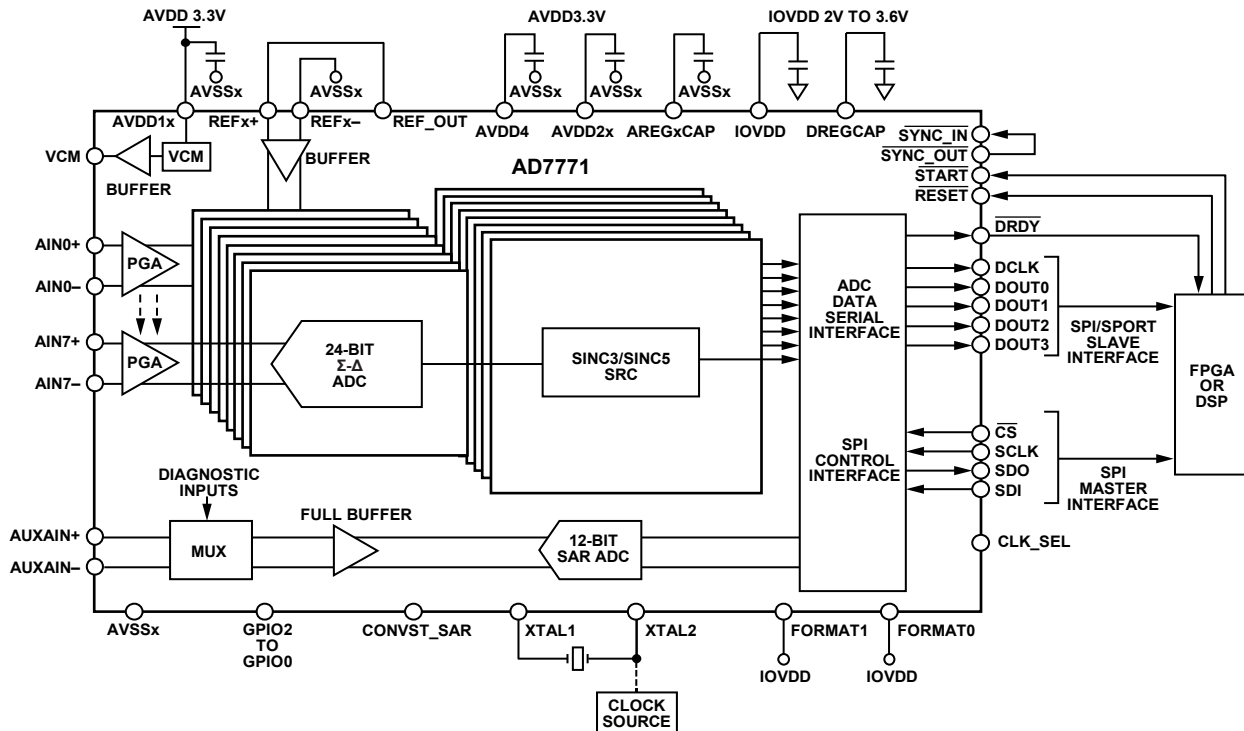 AVDD 3.3V
AVDD3.3V
IOVDD 2V TO 3.6V
AVSSx
AVSSx
AVSSx
AVSSx
AVSSx
AVDD1x
REFx+
REFx–
REF_OUT
AVDD4
AVDD2x
AREGxCAP
IOVDD
DREGCAP
VCM
VCM
BUFFER
BUFFER
AD7771
SYNC_IN
SYNC_OUT
START
RESET
DRDY
AIN0+
PGA
AIN0–
AIN7+
PGA
AIN7–
24-BIT
Σ-Δ
ADC
SINC3/SINC5
SRC
ADC
DATA
SERIAL
INTERFACE
DCLK
DOUT0
DOUT1
DOUT2
DOUT3
SPI/SPORT
SLAVE
INTERFACE
FPGA
OR
DSP
SPI
CONTROL
INTERFACE
CS
SCLK
SDO
SDI
SPI
MASTER
INTERFACE
DIAGNOSTIC
INPUTS
FULL BUFFER
AUXAIN+
AUXAIN–
MUX
12-BIT
SAR ADC
CLK_SEL
AVSSx
GPIO2
TO
GPIO0
CONVST_SAR
XTAL1
XTAL2
FORMAT1
FORMAT0
IOVDD
IOVDD
CLOCK
SOURCE